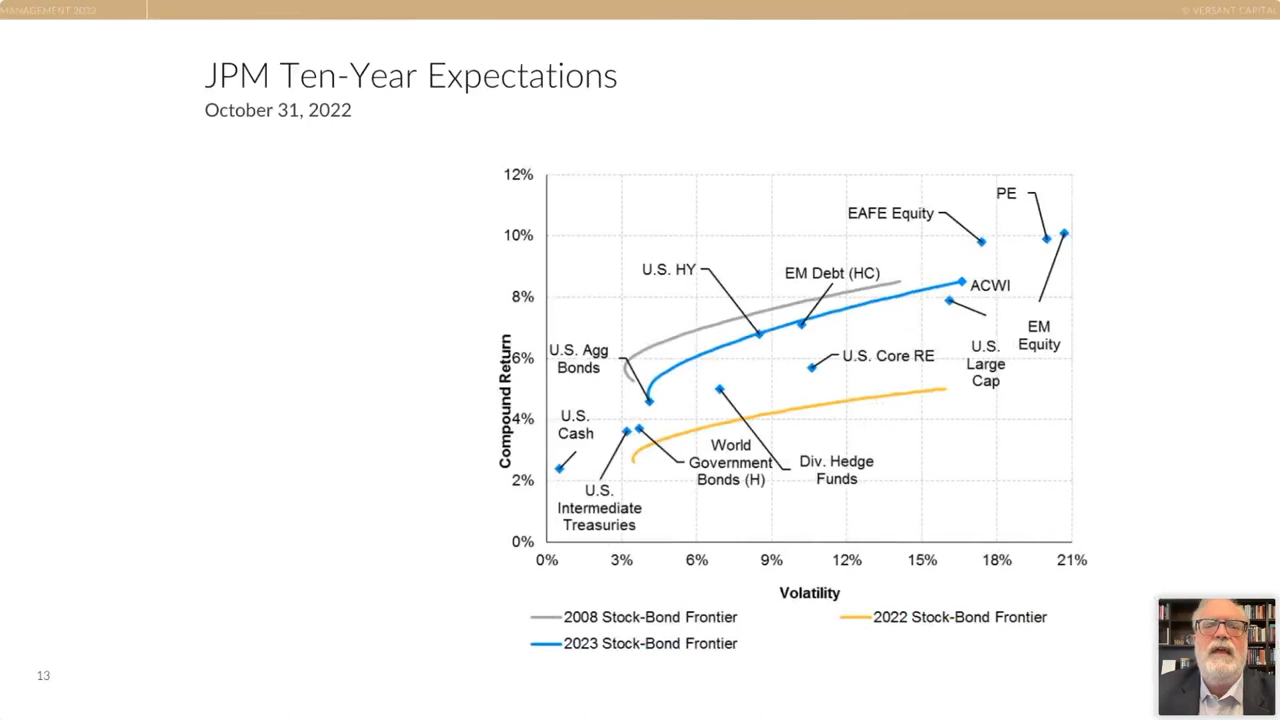 MANAGEMENT 2022
© VERSANT CAPITAL
JPM Ten-Year Expectations
October 31, 2022
12%
10%
8%
6%
4%
2%
0%
Compound Return
PE
EAFE Equity
U.S. HY
EM Debt (HC)
ACWI
EM
Equity
U.S. Agg
Bonds
U.S. Core RE
U.S.
Large
Cap
U.S.
Cash
World
Government
Bonds (H)
Div. Hedge
Funds
U.S.
Intermediate
Treasuries
0%
3%
6%
9%
12%
15%
18%
21%
Volatility
2008 Stock-Bond Frontier
2022 Stock-Bond Frontier
2023 Stock-Bond Frontier
13